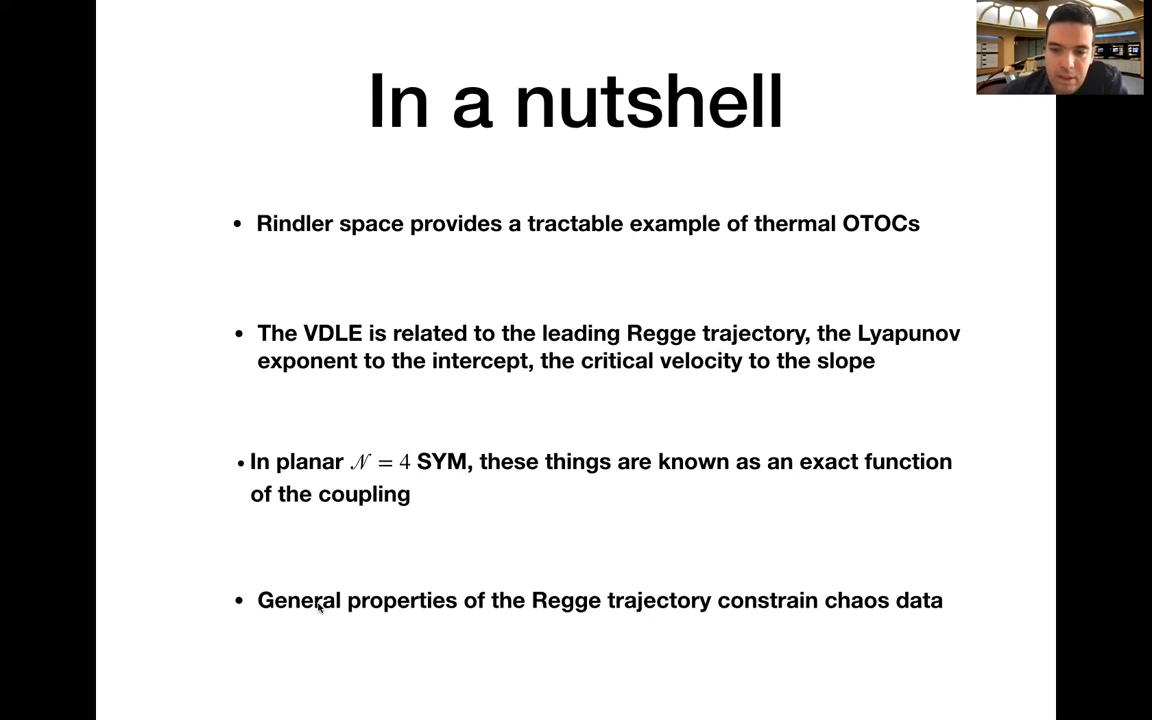 In a nutshell
• Rindler space provides a tractable example of thermal OTOCs
• The VDLE is related to the leading Regge trajectory, the Lyapunov
exponent to the intercept, the critical velocity to the slope
• In planar 𝒩 = 4 SYM, these things are known as an exact function
of the coupling
• General properties of the Regge trajectory constrain chaos data